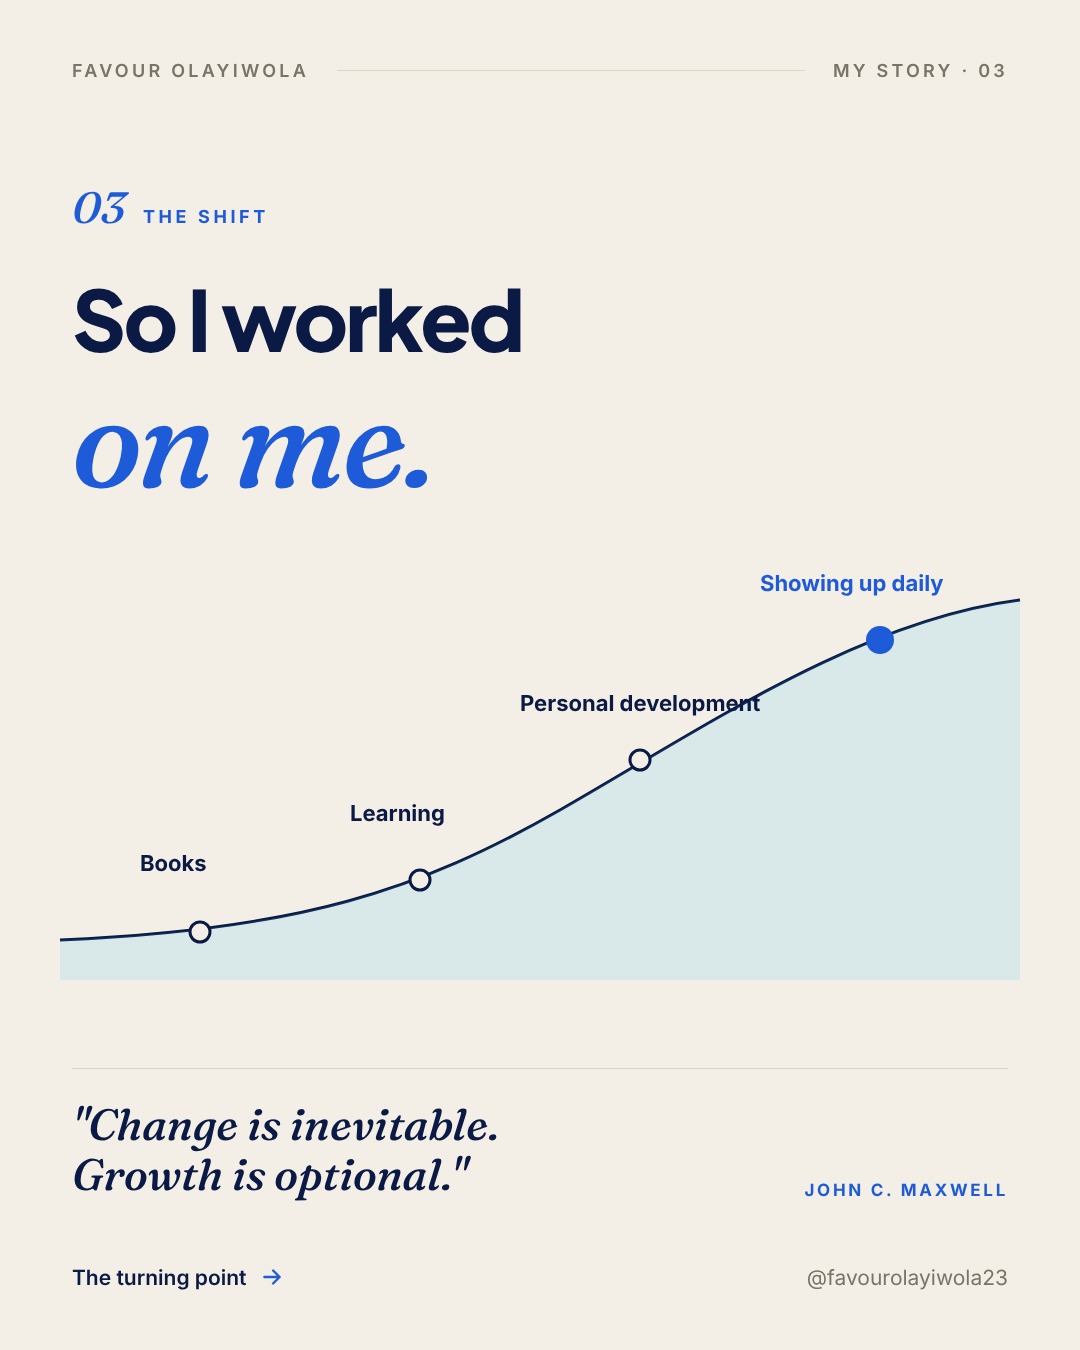 FAVOUR OLAYIWOLA
MY STORY · 03
03 THE SHIFT
So I worked
on me.
Showing up daily
Personal development
Learning
Books
"Change is inevitable.
Growth is optional."
JOHN C. MAXWELL
The turning point →
@favourolayiwola23